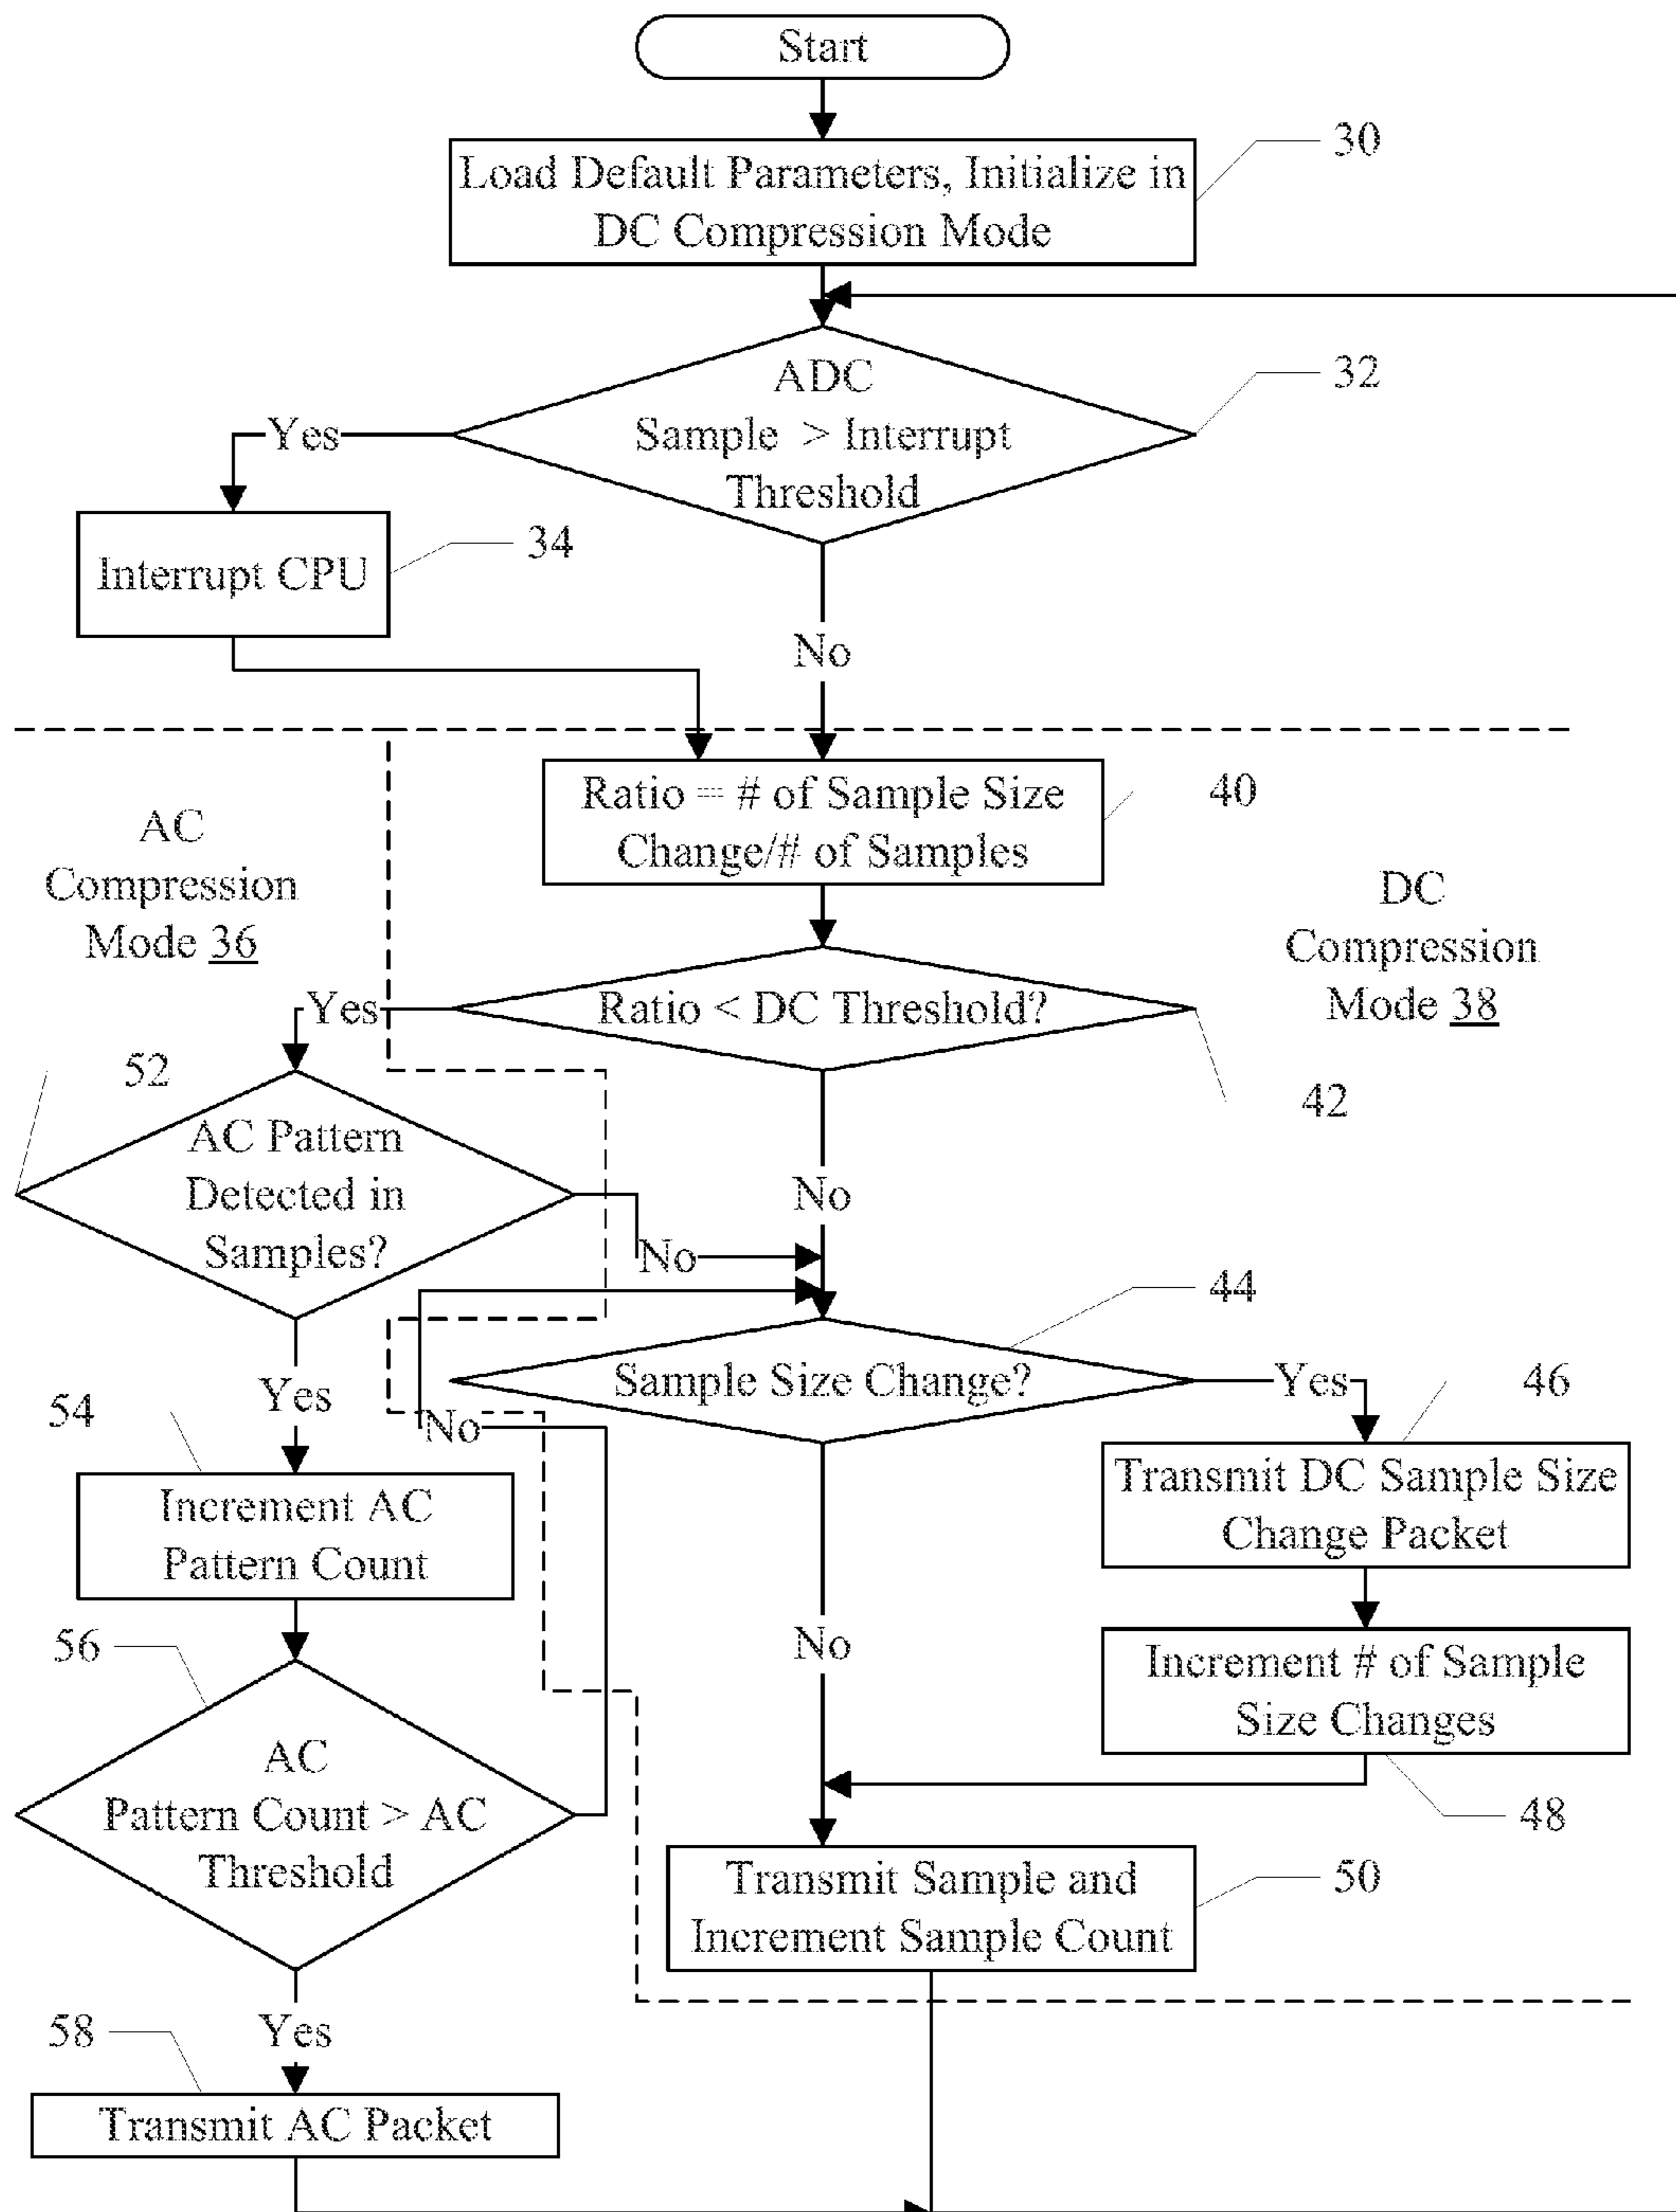 Start
30
Load Default Parameters, Initialize in
DC Compression Mode
32
ADC
Sample > Interrupt
Threshold
Yes
34
Interrupt CPU
No
40
Ratio = # of Sample Size
Change/# of Samples
AC
Compression
Mode 36
DC
Compression
Mode 38
Ratio < DC Threshold?
Yes
42
52
AC Pattern
Detected in
Samples?
No
No
44
Sample Size Change?
Yes
46
Yes
54
No
Transmit DC Sample Size
Change Packet
Increment AC
Pattern Count
56
No
Increment # of Sample
Size Changes
48
AC
Pattern Count > AC
Threshold
50
Transmit Sample and
Increment Sample Count
58
Yes
Transmit AC Packet